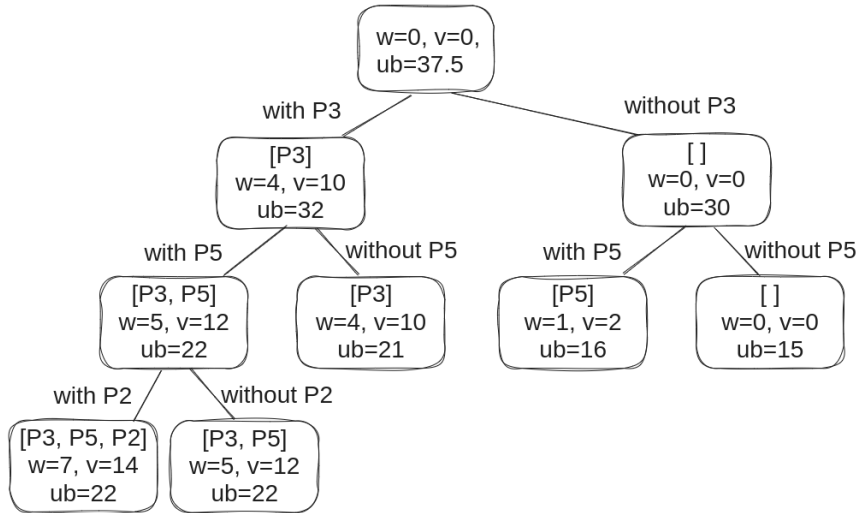 w=0, v=0,
ub=37.5
with P3
without P3
[P3]
w=4, v=10
ub=32
[ ]
w=0, v=0
ub=30
with P5
without P5
with P5
without P5
[P3, P5]
w=5, v=12
ub=22
[P3]
w=4, v=10
ub=21
[P5]
w=1, v=2
ub=16
[ ]
w=0, v=0
ub=15
with P2
without P2
[P3, P5, P2]
w=7, v=14
ub=22
[P3, P5]
w=5, v=12
ub=22